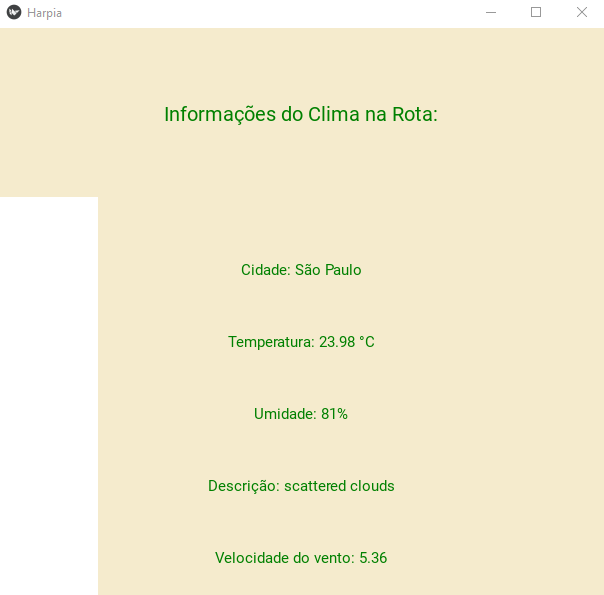 Harpia
Informações do Clima na Rota:
Cidade: São Paulo
Temperatura: 23.98 °C
Umidade: 81%
Descrição: scattered clouds
Velocidade do vento: 5.36